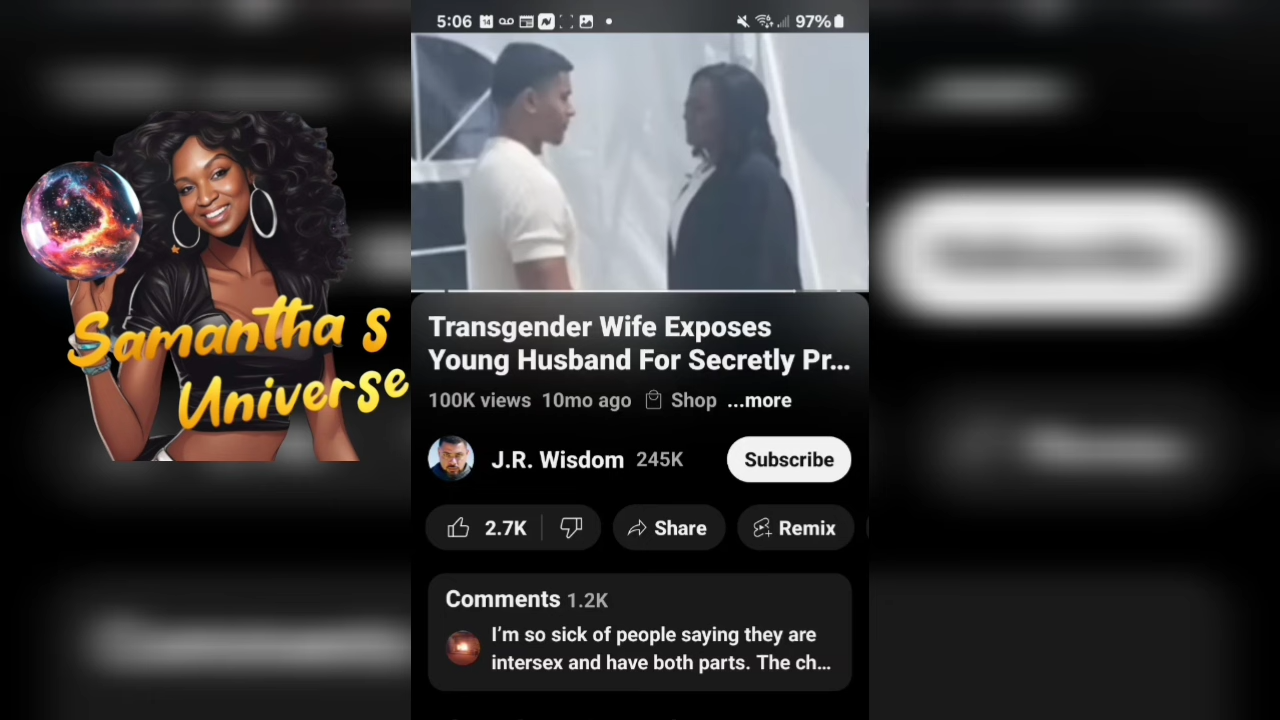 5:06
97%
Samantha S
Universe
Transgender Wife Exposes
Young Husband For Secretly Pr...
100K views 10mo ago Shop ...more
J.R. Wisdom 245K
Subscribe
2.7K
Share
Remix
Comments 1.2K
I'm so sick of people saying they are
intersex and have both parts. The ch...